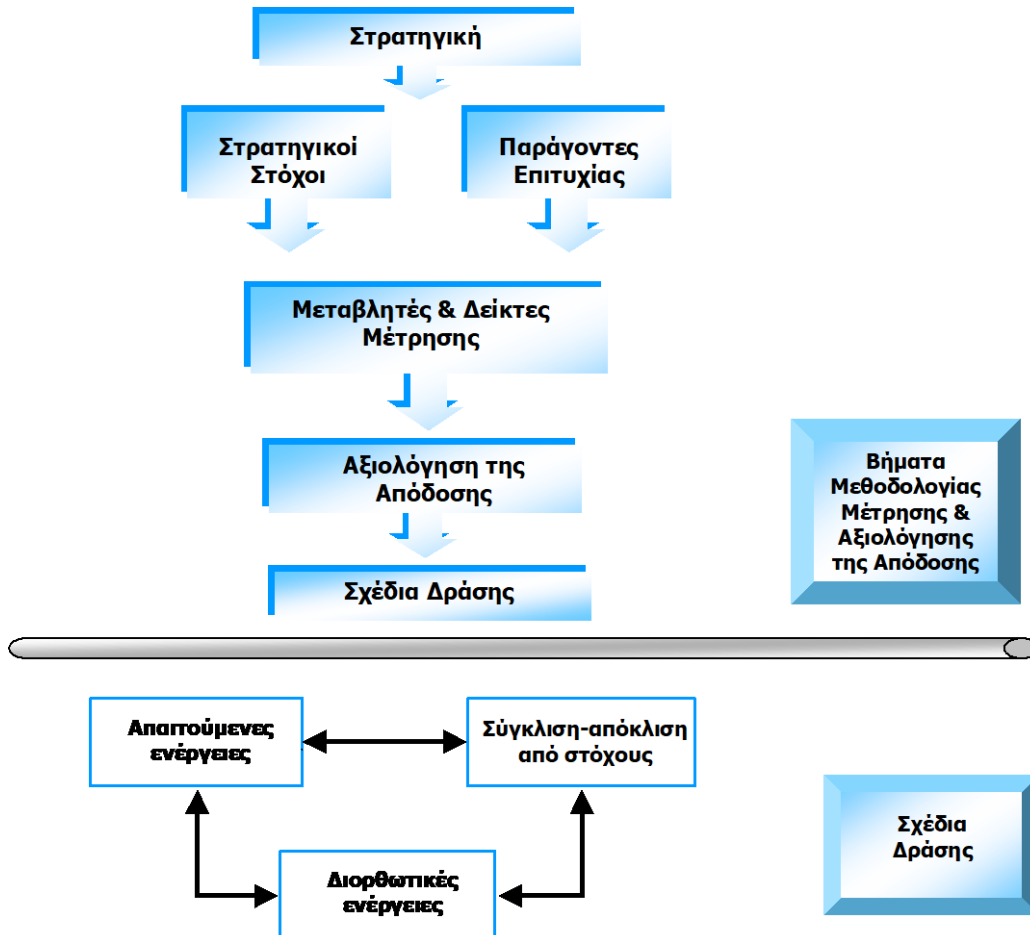 Στρατηγική
Στρατηγικοί
Στόχοι
Παράγοντες
Επιτυχίας
Μεταβλητές & Δείκτες
Μέτρησης
Αξιολόγηση της
Απόδοσης
Σχέδια Δράσης
Βήματα
Μεθοδολογίας
Μέτρησης &
Αξιολόγησης
της Απόδοσης
Απαιτούμενες
ενέργειες
Σύγκλιση-απόκλιση
από στόχους
Διορθωτικές
ενέργειες
Σχέδια
Δράσης